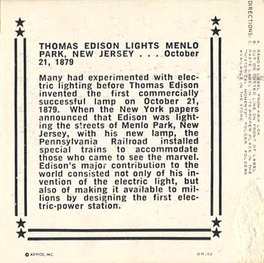 THOMAS EDISON LIGHTS MENLO
PARK, NEW JERSEY . . . October
21, 1879
Many had experimented with elec-
tric lighting before Thomas Edison
invented the first commercially
successful lamp on October 21,
1879. When the New York papers
announced that Edison was light-
ing the streets of Menlo Park, New
Jersey, with his new lamp, the
Pennsylvania Railroad installed
special trains to accommodate
those who came to see the marvel.
Edison's major contribution to the
world consisted not only of his in-
vention of the electric light, but
also of making it available to mil-
lions by designing the first elec-
tric-power station.
© ADVICO, INC.
DIRECTIONS: